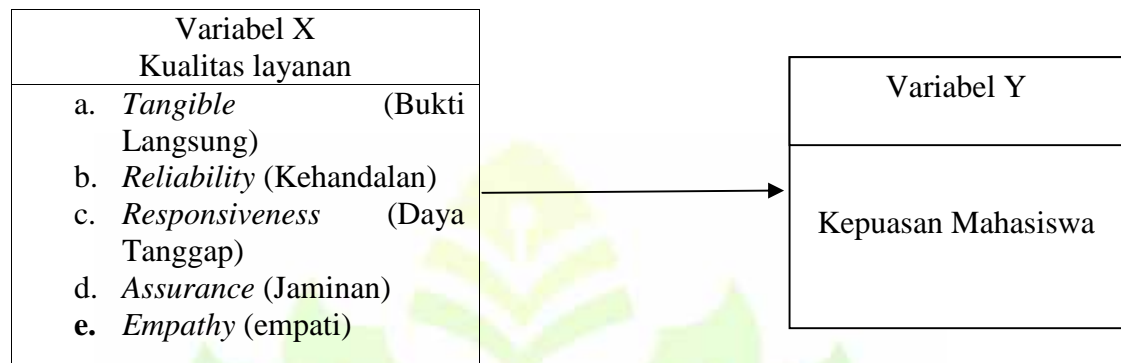 Variabel X
Kualitas layanan
a. Tangible (Bukti
Langsung)
b. Reliability (Kehandalan)
c. Responsiveness (Daya
Tanggap)
d. Assurance (Jaminan)
e. Empathy (empati)
Variabel Y
Kepuasan Mahasiswa